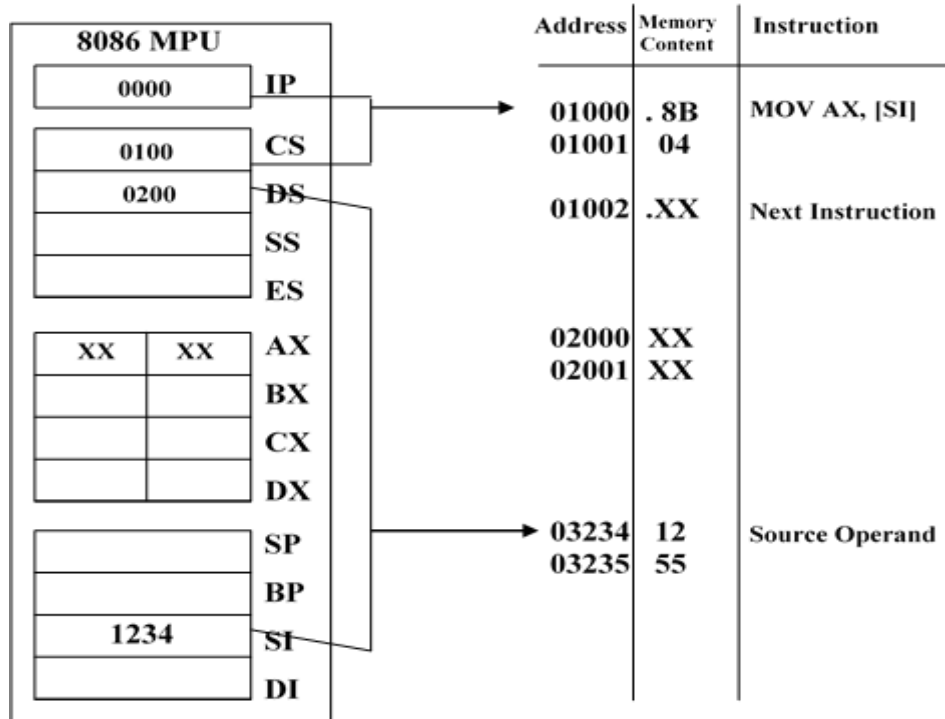 8086 MPU
0000 IP
0100 CS
0200 DS
SS
ES
XX XX AX
BX
CX
DX
SP
BP
1234 SI
DI
Address Memory Content Instruction
01000 . 8B MOV AX, [SI]
01001 04
01002 .XX Next Instruction
02000 XX
02001 XX
03234 12 Source Operand
03235 55